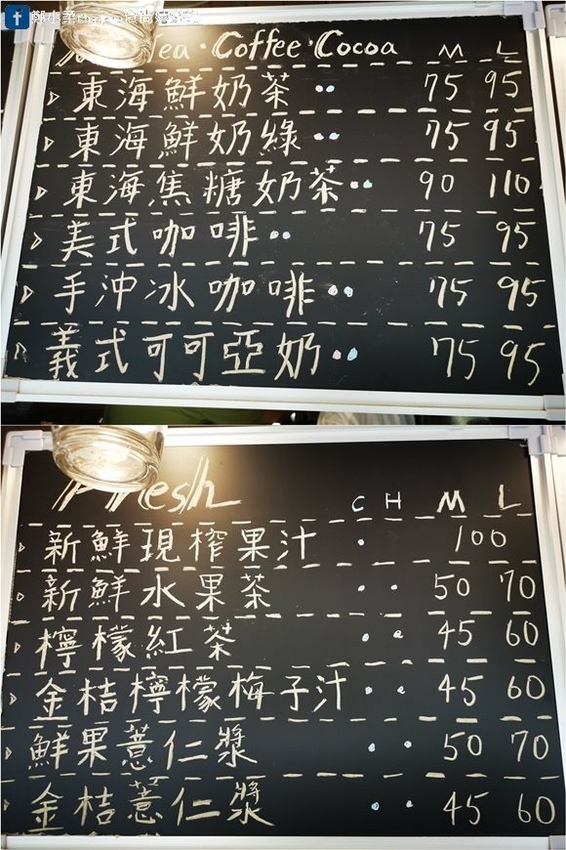 鄭小柔
Tea · Coffee · Cocoa M L
東海鮮奶茶 75 95
東海鮮奶綠 75 95
東海焦糖奶茶 90 110
美式咖啡 75 95
手沖冰咖啡 75 95
義式可可亞奶 75 95
Fresh C H M L
新鮮現榨果汁 100
新鮮水果茶 50 70
檸檬紅茶 45 60
金桔檸檬梅子汁 45 60
鮮果薏仁漿 50 70
金桔薏仁漿 45 60